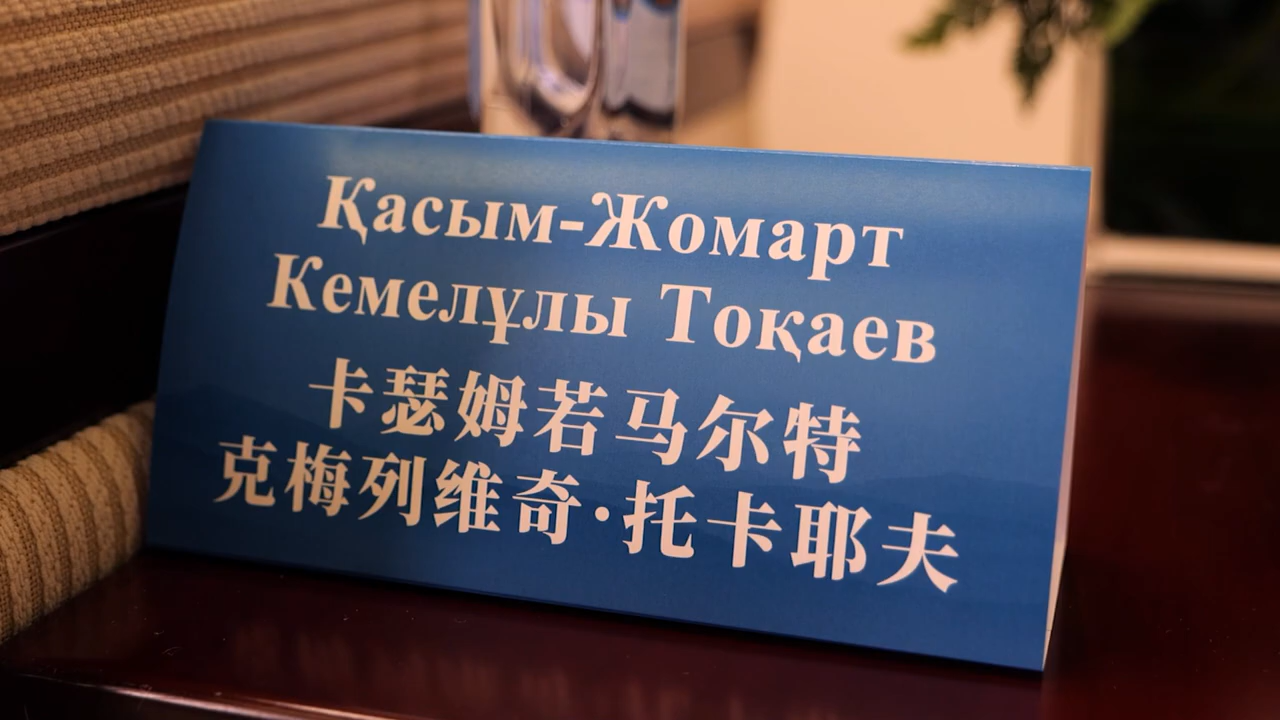 Қасым-Жомарт
Кемелұлы Тоқаев
卡瑟姆若马尔特
克梅列维奇·托卡耶夫